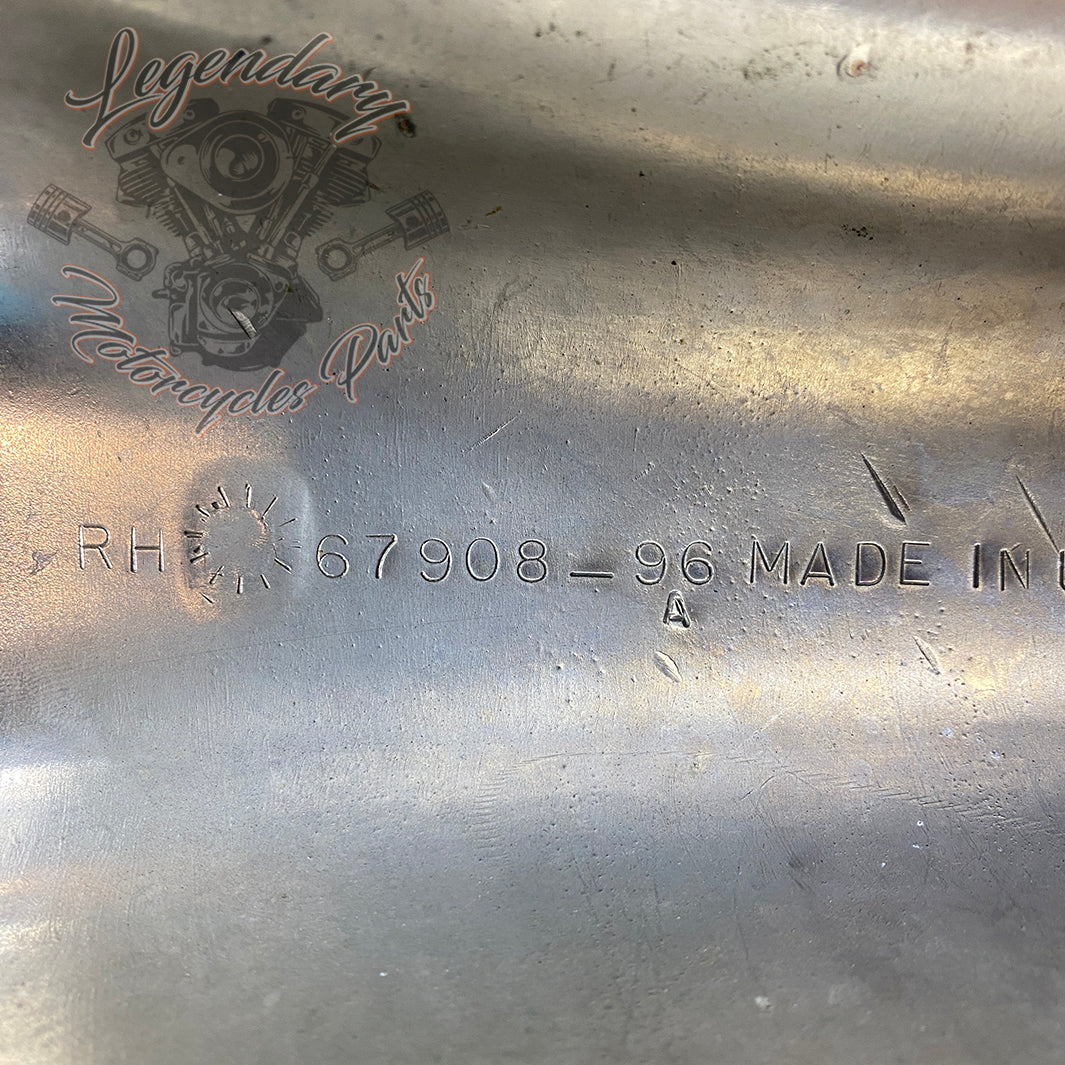 Legendary
Motorcycles Parts
RH 67908-96 MADE IN
A